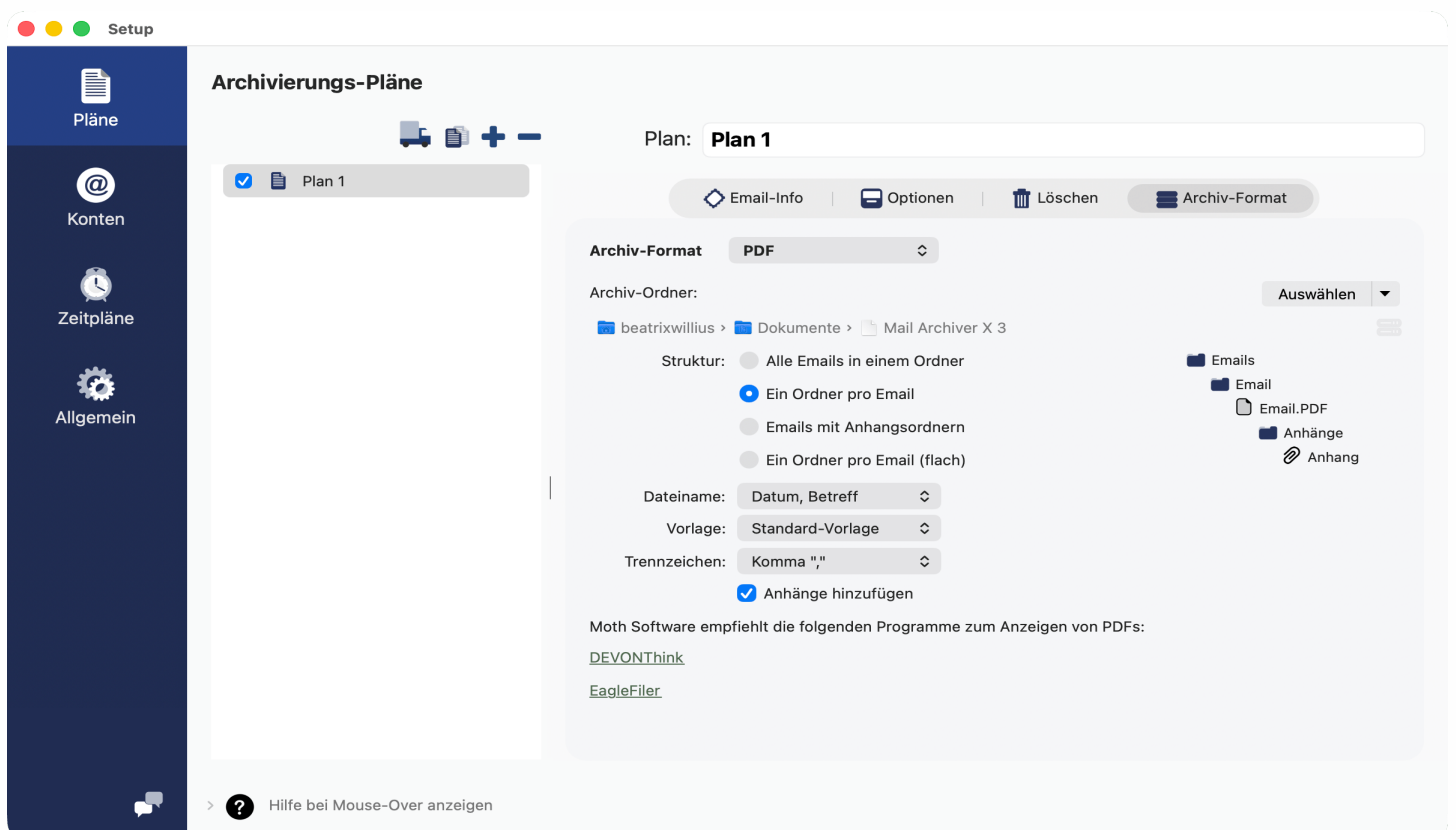 Setup
Pläne
Konten
Zeitpläne
Allgemein
Archivierungs-Pläne
Plan 1
Plan: Plan 1
Email-Info | Optionen | Löschen Archiv-Format
Archiv-Format PDF
Archiv-Ordner: Auswählen
beatrixwillius › Dokumente › Mail Archiver X 3
Struktur: Alle Emails in einem Ordner
Ein Ordner pro Email
Emails mit Anhangsordnern
Ein Ordner pro Email (flach)
Emails
Email
Email.PDF
Anhänge
Anhang
Dateiname: Datum, Betreff
Vorlage: Standard-Vorlage
Trennzeichen: Komma ","
Anhänge hinzufügen
Moth Software empfiehlt die folgenden Programme zum Anzeigen von PDFs:
DEVONThink
EagleFiler
? Hilfe bei Mouse-Over anzeigen